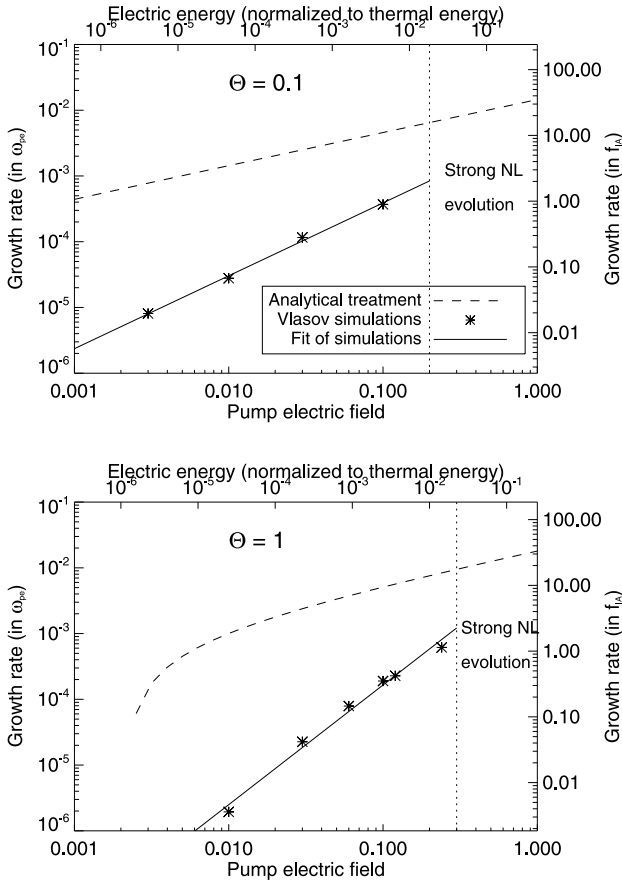 Electric energy (normalized to thermal energy)
10⁻⁶ 10⁻⁵ 10⁻⁴ 10⁻³ 10⁻² 10⁻¹
Θ = 0.1
Growth rate (in ωpe)
10⁻¹
10⁻²
10⁻³
10⁻⁴
10⁻⁵
10⁻⁶
Strong NL
evolution
Analytical treatment
Vlasov simulations
Fit of simulations
100.00
10.00
1.00
0.10
0.01
Growth rate (in fIA)
0.001 0.010 0.100 1.000
Pump electric field
Electric energy (normalized to thermal energy)
10⁻⁶ 10⁻⁵ 10⁻⁴ 10⁻³ 10⁻² 10⁻¹
Θ = 1
Growth rate (in ωpe)
10⁻¹
10⁻²
10⁻³
10⁻⁴
10⁻⁵
10⁻⁶
Strong NL
evolution
100.00
10.00
1.00
0.10
0.01
Growth rate (in fIA)
0.001 0.010 0.100 1.000
Pump electric field